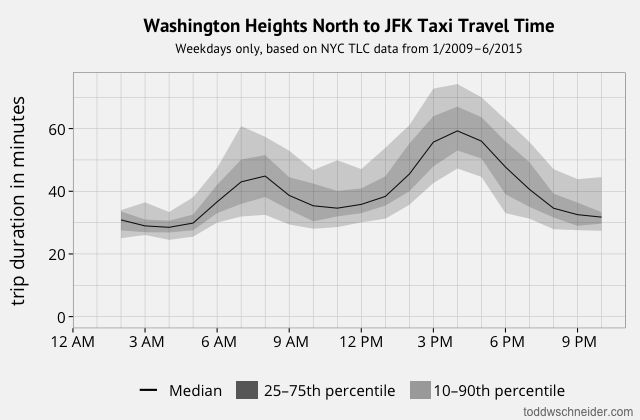 Washington Heights North to JFK Taxi Travel Time
Weekdays only, based on NYC TLC data from 1/2009–6/2015
trip duration in minutes
60
40
20
0
12 AM 3 AM 6 AM 9 AM 12 PM 3 PM 6 PM 9 PM
Median 25–75th percentile 10–90th percentile
toddwschneider.com